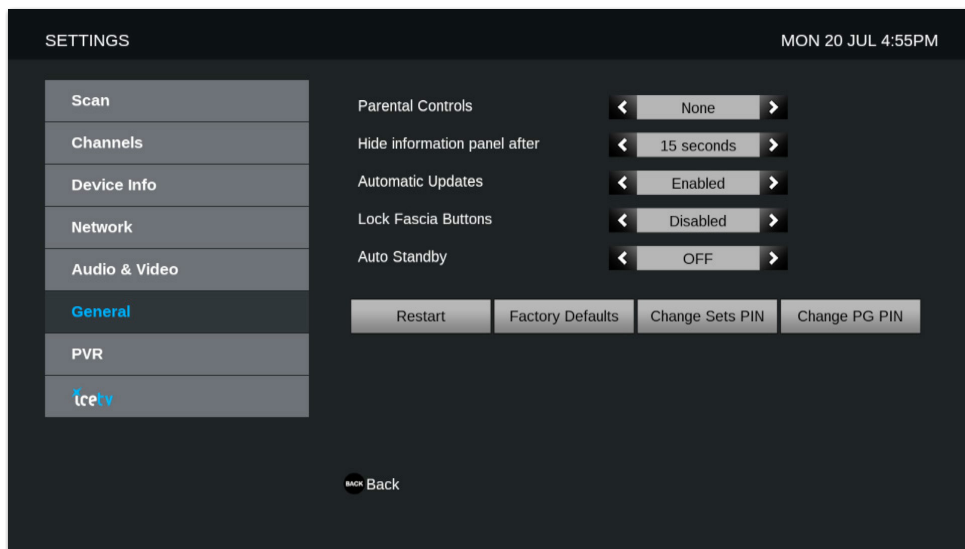 SETTINGS
MON 20 JUL 4:55PM
Scan
Channels
Device Info
Network
Audio & Video
General
PVR
icetv
Parental Controls
None
Hide information panel after
15 seconds
Automatic Updates
Enabled
Lock Fascia Buttons
Disabled
Auto Standby
OFF
Restart
Factory Defaults
Change Sets PIN
Change PG PIN
BACK Back